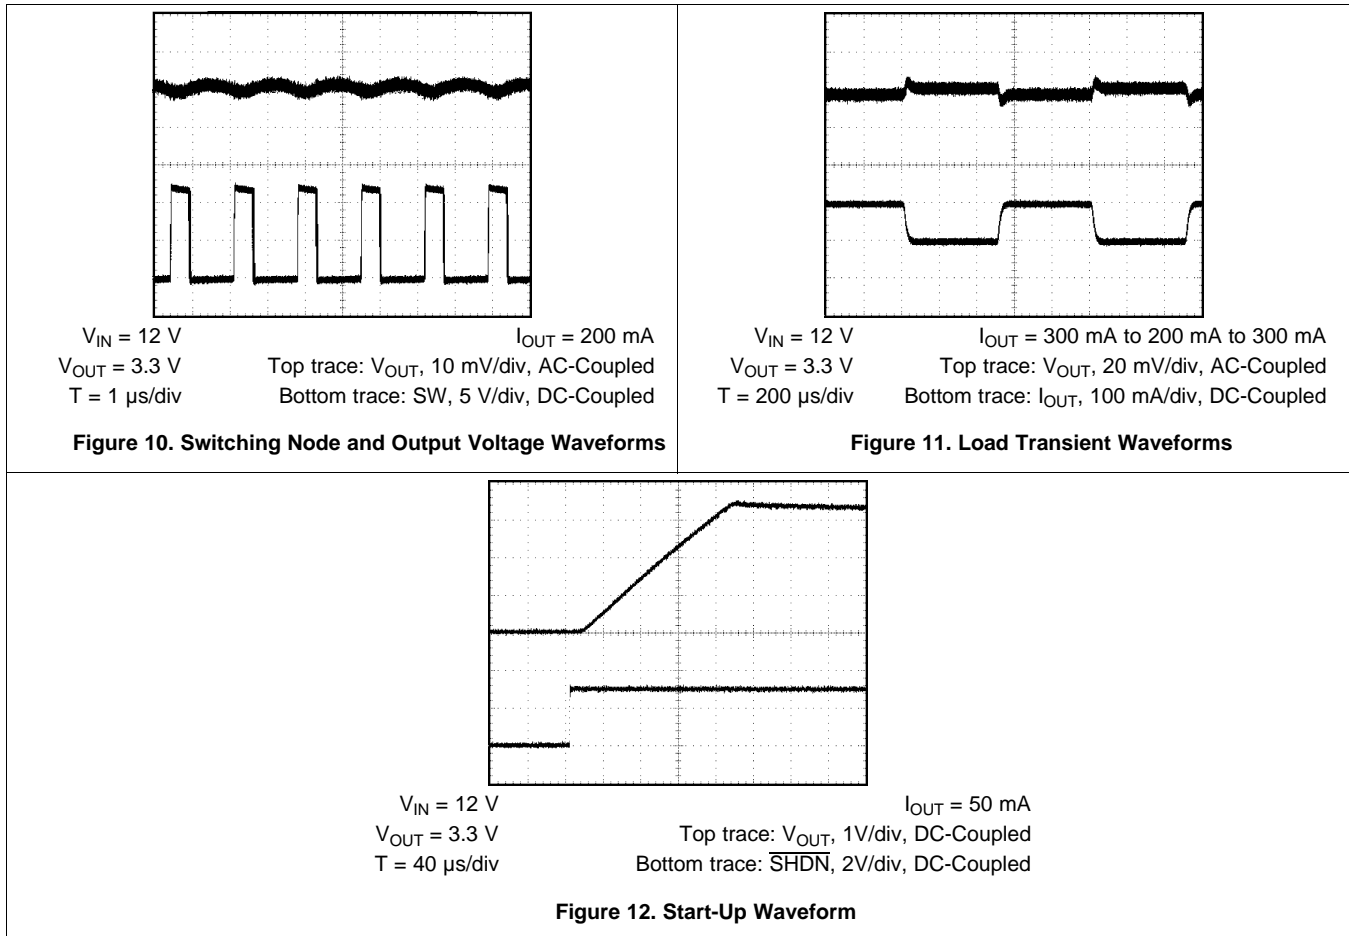 V_IN = 12 V
I_OUT = 200 mA
V_OUT = 3.3 V
Top trace: V_OUT, 10 mV/div, AC-Coupled
T = 1 µs/div
Bottom trace: SW, 5 V/div, DC-Coupled
Figure 10. Switching Node and Output Voltage Waveforms
V_IN = 12 V
I_OUT = 300 mA to 200 mA to 300 mA
V_OUT = 3.3 V
Top trace: V_OUT, 20 mV/div, AC-Coupled
T = 200 µs/div
Bottom trace: I_OUT, 100 mA/div, DC-Coupled
Figure 11. Load Transient Waveforms
V_IN = 12 V
I_OUT = 50 mA
V_OUT = 3.3 V
Top trace: V_OUT, 1V/div, DC-Coupled
T = 40 µs/div
Bottom trace: SHDN, 2V/div, DC-Coupled
Figure 12. Start-Up Waveform